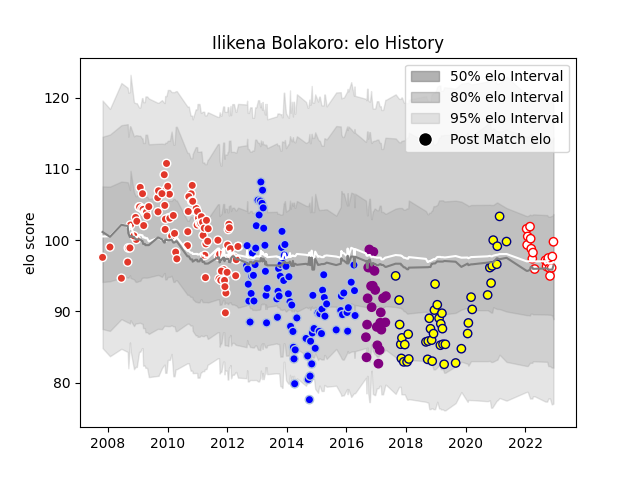 Ilikena Bolakoro: elo History
50% elo Interval
80% elo Interval
95% elo Interval
Post Match elo
elo score
120
110
100
90
80
2008 2010 2012 2014 2016 2018 2020 2022